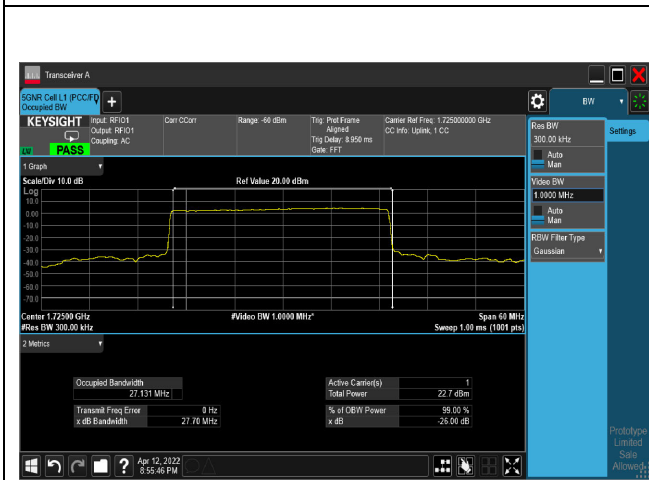 Transceiver A
5GNR Cell L1 (PCC/FD
Occupied BW
+
BW
KEYSIGHT
LXI
PASS
Input: RFIO1
Output: RFIO1
Coupling: AC
Corr CCorr
Range: -60 dBm
Trig: Prot Frame
Aligned
Trig Delay: 8.950 ms
Gate: FFT
Carrier Ref Freq: 1.725000000 GHz
CC Info: Uplink, 1 CC
1 Graph
Scale/Div 10.0 dB
Ref Value 20.00 dBm
Log
10.0
0.00
-10.0
-20.0
-30.0
-40.0
-50.0
-60.0
-70.0
Center 1.72500 GHz
#Video BW 1.0000 MHz*
Span 60 MHz
#Res BW 300.00 kHz
Sweep 1.00 ms (1001 pts)
2 Metrics
Occupied Bandwidth
27.131 MHz
Transmit Freq Error 0 Hz
x dB Bandwidth 27.70 MHz
Active Carrier(s) 1
Total Power 22.7 dBm
% of OBW Power 99.00 %
x dB -26.00 dB
Res BW
300.00 kHz
Auto
Man
Video BW
1.0000 MHz
Auto
Man
RBW Filter Type
Gaussian
Settings
Prototype
Limited
Sale
Allowed
?
Apr 12, 2022
8:55:46 PM